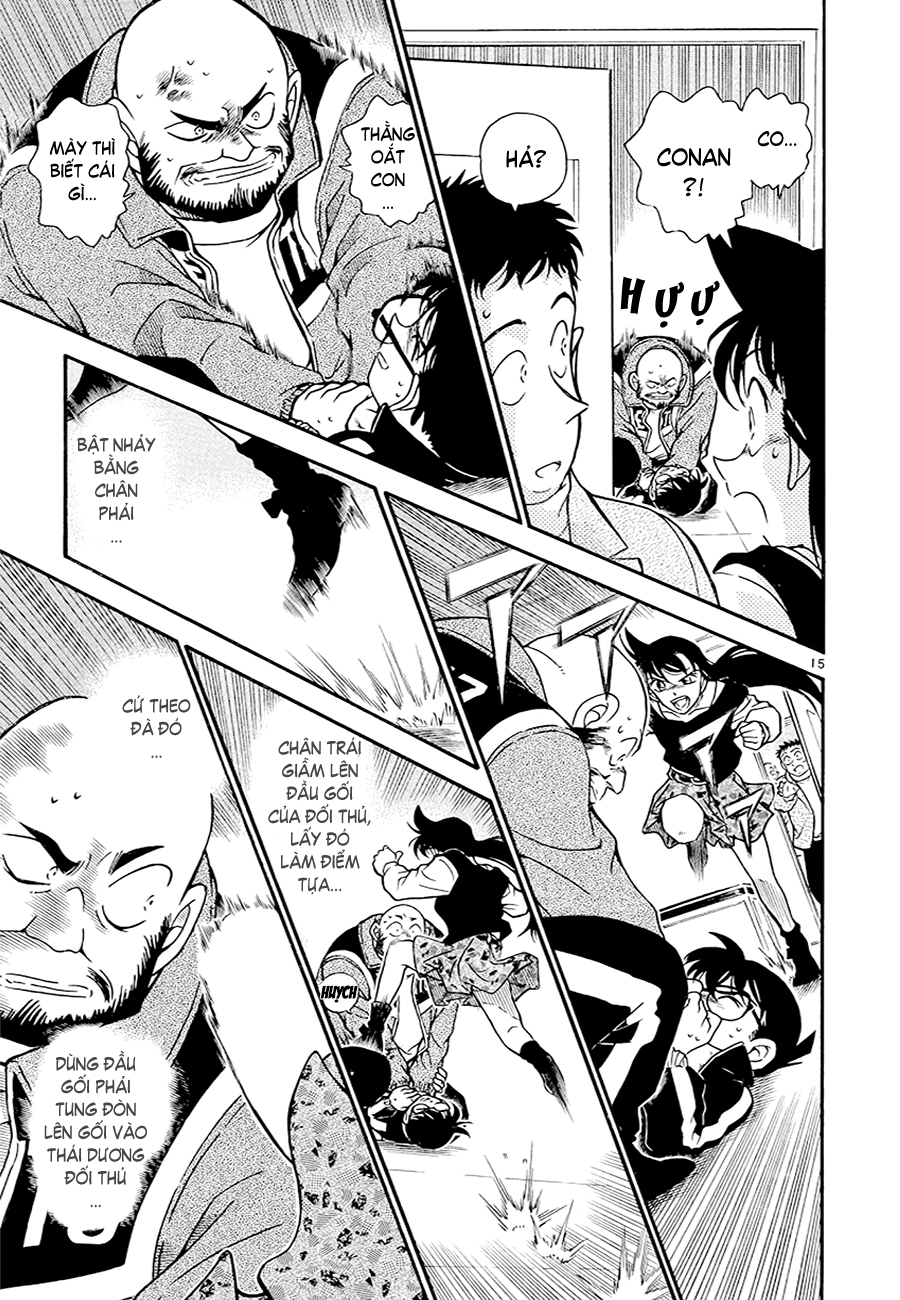 CO...
CONAN
?!
HẢ?
HỰ Ự
THẰNG
OẮT
CON
...
MÀY THÌ
BIẾT CÁI
GÌ...
15
BẬT NHẢY
BẰNG
CHÂN
PHẢI
...
CHÂN TRÁI
GIẪM LÊN
ĐẦU GỐI
CỦA ĐỐI THỦ,
LẤY ĐÓ
LÀM ĐIỂM
TỰA...
HUỲCH
CỨ THEO
ĐÀ ĐÓ
...
DÙNG ĐẦU
GỐI PHẢI
TUNG ĐÒN
LÊN GỐI VÀO
THÁI DƯƠNG
ĐỐI THỦ
...